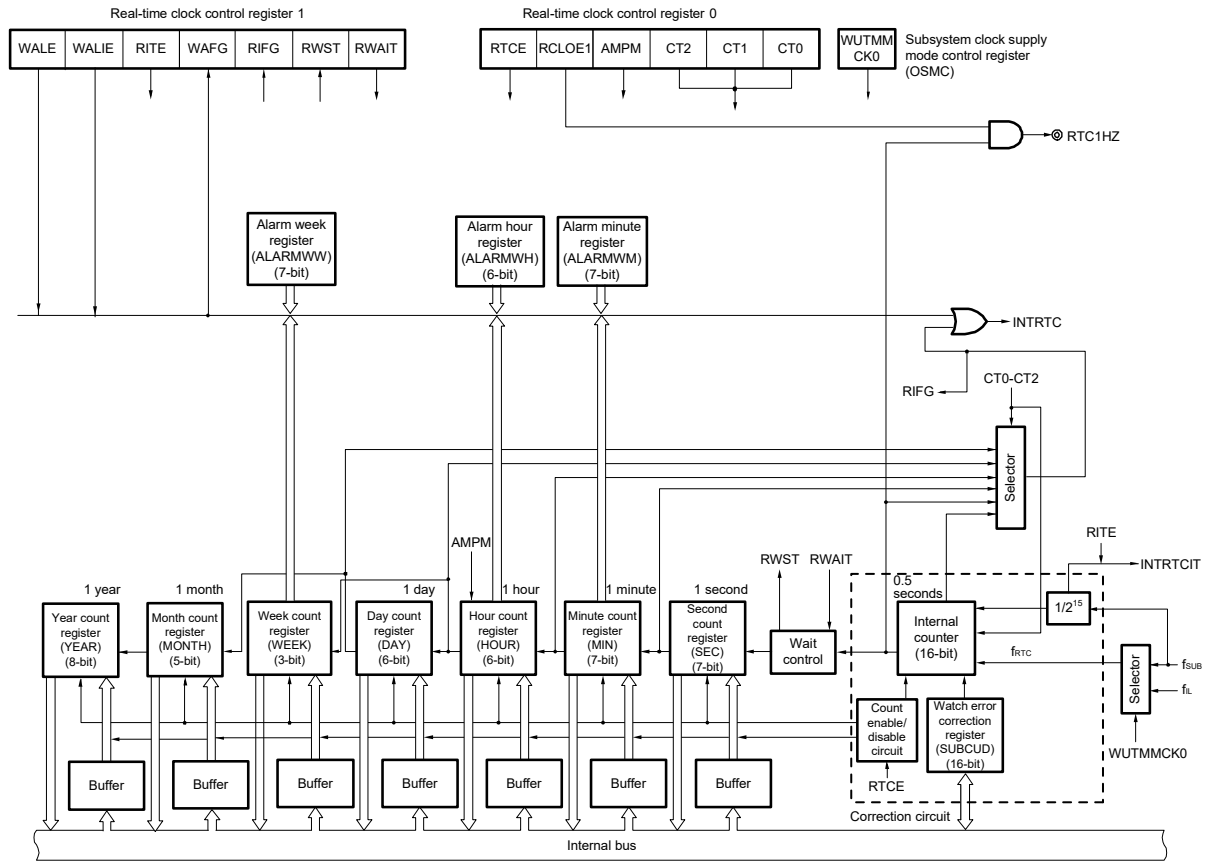 Real-time clock control register 1
Real-time clock control register 0
WALE
WALIE
RITE
WAFG
RIFG
RWST
RWAIT
RTCE
RCLOE1
AMPM
CT2
CT1
CT0
WUTMM
CK0
Subsystem clock supply
mode control register
(OSMC)
RTC1HZ
Alarm week
register
(ALARMWW)
(7-bit)
Alarm hour
register
(ALARMWH)
(6-bit)
Alarm minute
register
(ALARMWM)
(7-bit)
INTRTC
RIFG
CT0-CT2
Selector
RITE
INTRTCIT
AMPM
RWST
RWAIT
1 year
1 month
1 day
1 hour
1 minute
1 second
0.5
seconds
Year count
register
(YEAR)
(8-bit)
Month count
register
(MONTH)
(5-bit)
Week count
register
(WEEK)
(3-bit)
Day count
register
(DAY)
(6-bit)
Hour count
register
(HOUR)
(6-bit)
Minute count
register
(MIN)
(7-bit)
Second
count
register
(SEC)
(7-bit)
Wait
control
Internal
counter
(16-bit)
1/2¹⁵
fRTC
Selector
fSUB
fIL
WUTMMCK0
Count
enable/
disable
circuit
Watch error
correction
register
(SUBCUD)
(16-bit)
RTCE
Correction circuit
Buffer
Buffer
Buffer
Buffer
Buffer
Buffer
Buffer
Internal bus